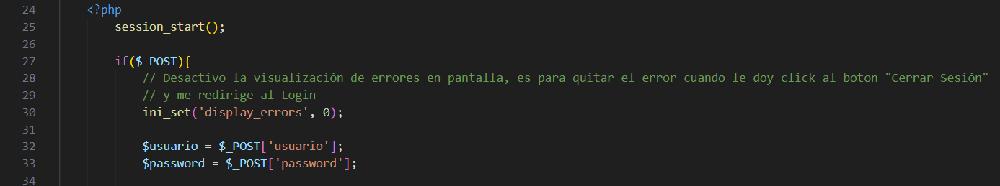 24 <?php
25 session_start();
26
27 if($_POST){
28 // Desactivo la visualización de errores en pantalla, es para quitar el error cuando le doy click al boton "Cerrar Sesión"
29 // y me redirige al Login
30 ini_set('display_errors', 0);
31
32 $usuario = $_POST['usuario'];
33 $password = $_POST['password'];
34